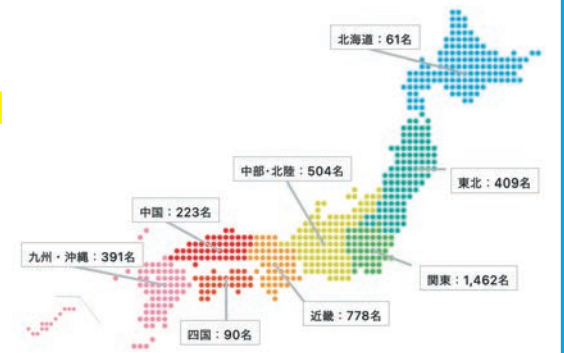 北海道：61名
東北：409名
中部・北陸：504名
中国：223名
九州・沖縄：391名
関東：1,462名
近畿：778名
四国：90名